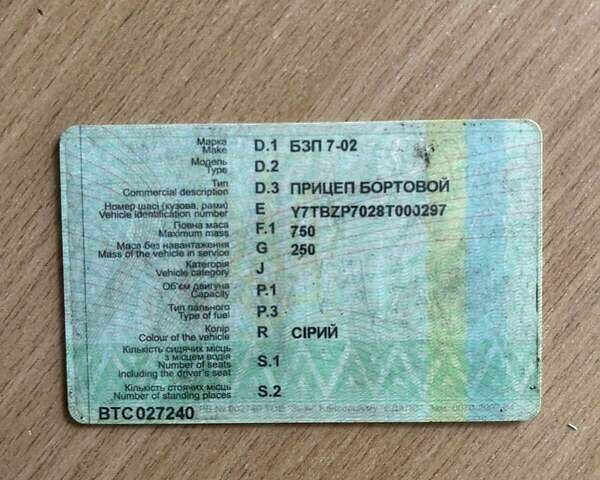 Марка D.1 БЗП 7-02
Make
Модель D.2
Type
Тип D.3 ПРИЦЕП БОРТОВОЙ
Commercial description
Номер шасі (кузова, рами) E Y7TBZP7028T000297
Vehicle identification number
Повна маса F.1 750
Maximum mass
Маса без навантаження G 250
Mass of the vehicle in service
Категорія J
Vehicle category
Об'єм двигуна P.1
Capacity
Тип пального P.3
Type of fuel
Колір R СІРИЙ
Colour of the vehicle
Кількість сидячих місць
з місцем водія S.1
Number of seats
including the driver's seat
Кількість стоячих місць S.2
Number of standing places
ВТС 027240